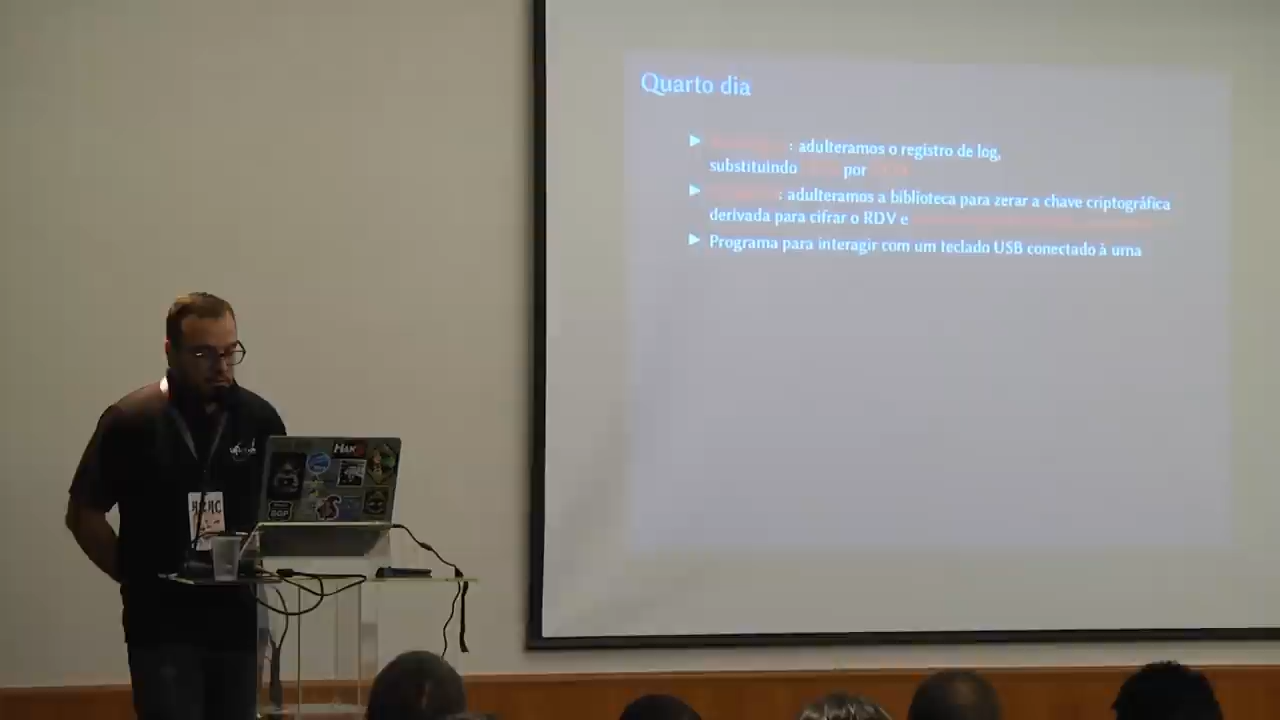 Quarto dia
: adulteramos o registro de log,
substituindo por
: adulteramos a biblioteca para zerar a chave criptográfica
derivada para cifrar o RDV e
Programa para interagir com um teclado USB conectado à urna